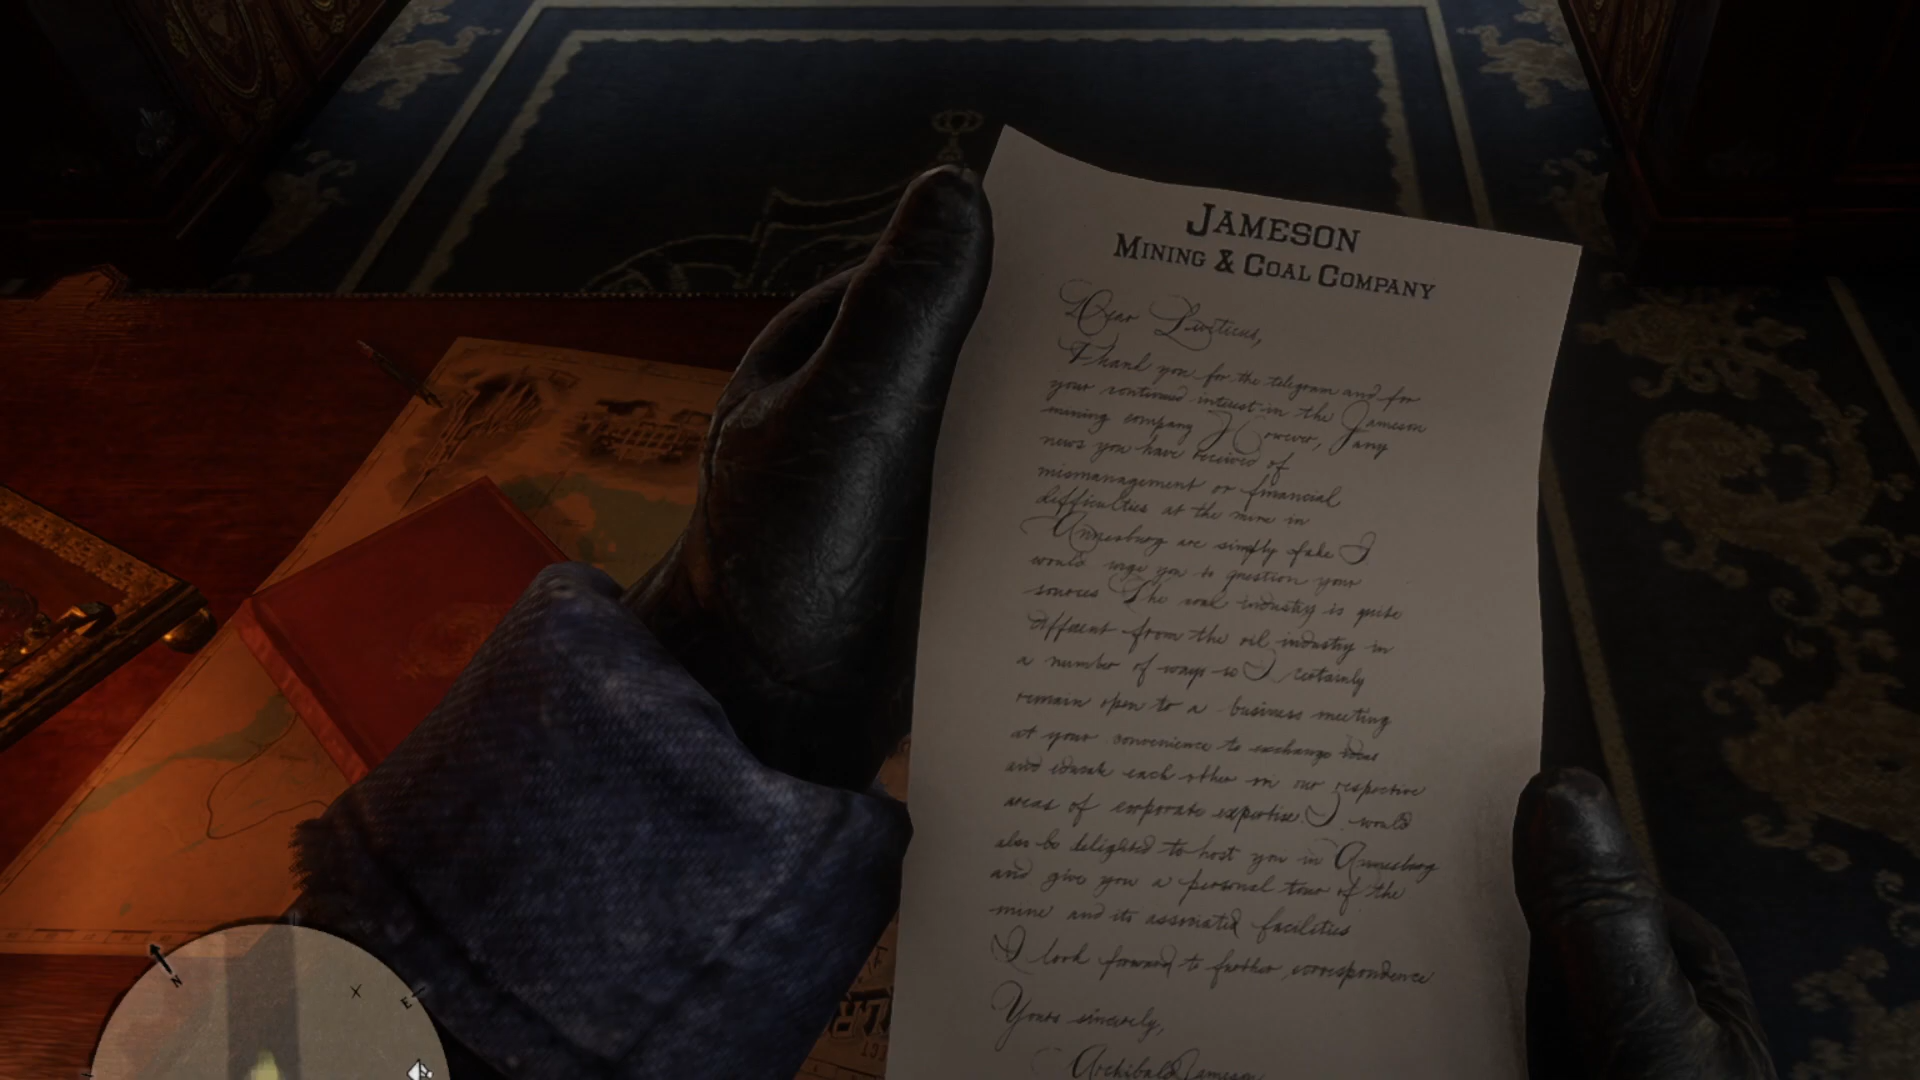 JAMESON
MINING & COAL COMPANY
Dear Leviticus,
Thank you for the telegram and for
your continued interest in the Jameson
mining company However, Jany
news you have received of
mismanagement or financial
difficulties at the mine in
Annesburg are simply fake I
would urge you to question your
sources The coal industry is quite
different from the oil industry in
a number of ways so I certainly
remain open to a business meeting
at your convenience to exchange ideas
and educate each other on our respective
areas of corporate expertise. I would
also be delighted to host you in Annesburg
and give you a personal tour of the
mine and its associated facilities
I look forward to further correspondence
Yours sincerely,
Archibald Jameson
N
E